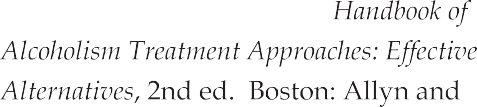 Handbook of
Alcoholism Treatment Approaches: Effective
Alternatives, 2nd ed.  Boston: Allyn and